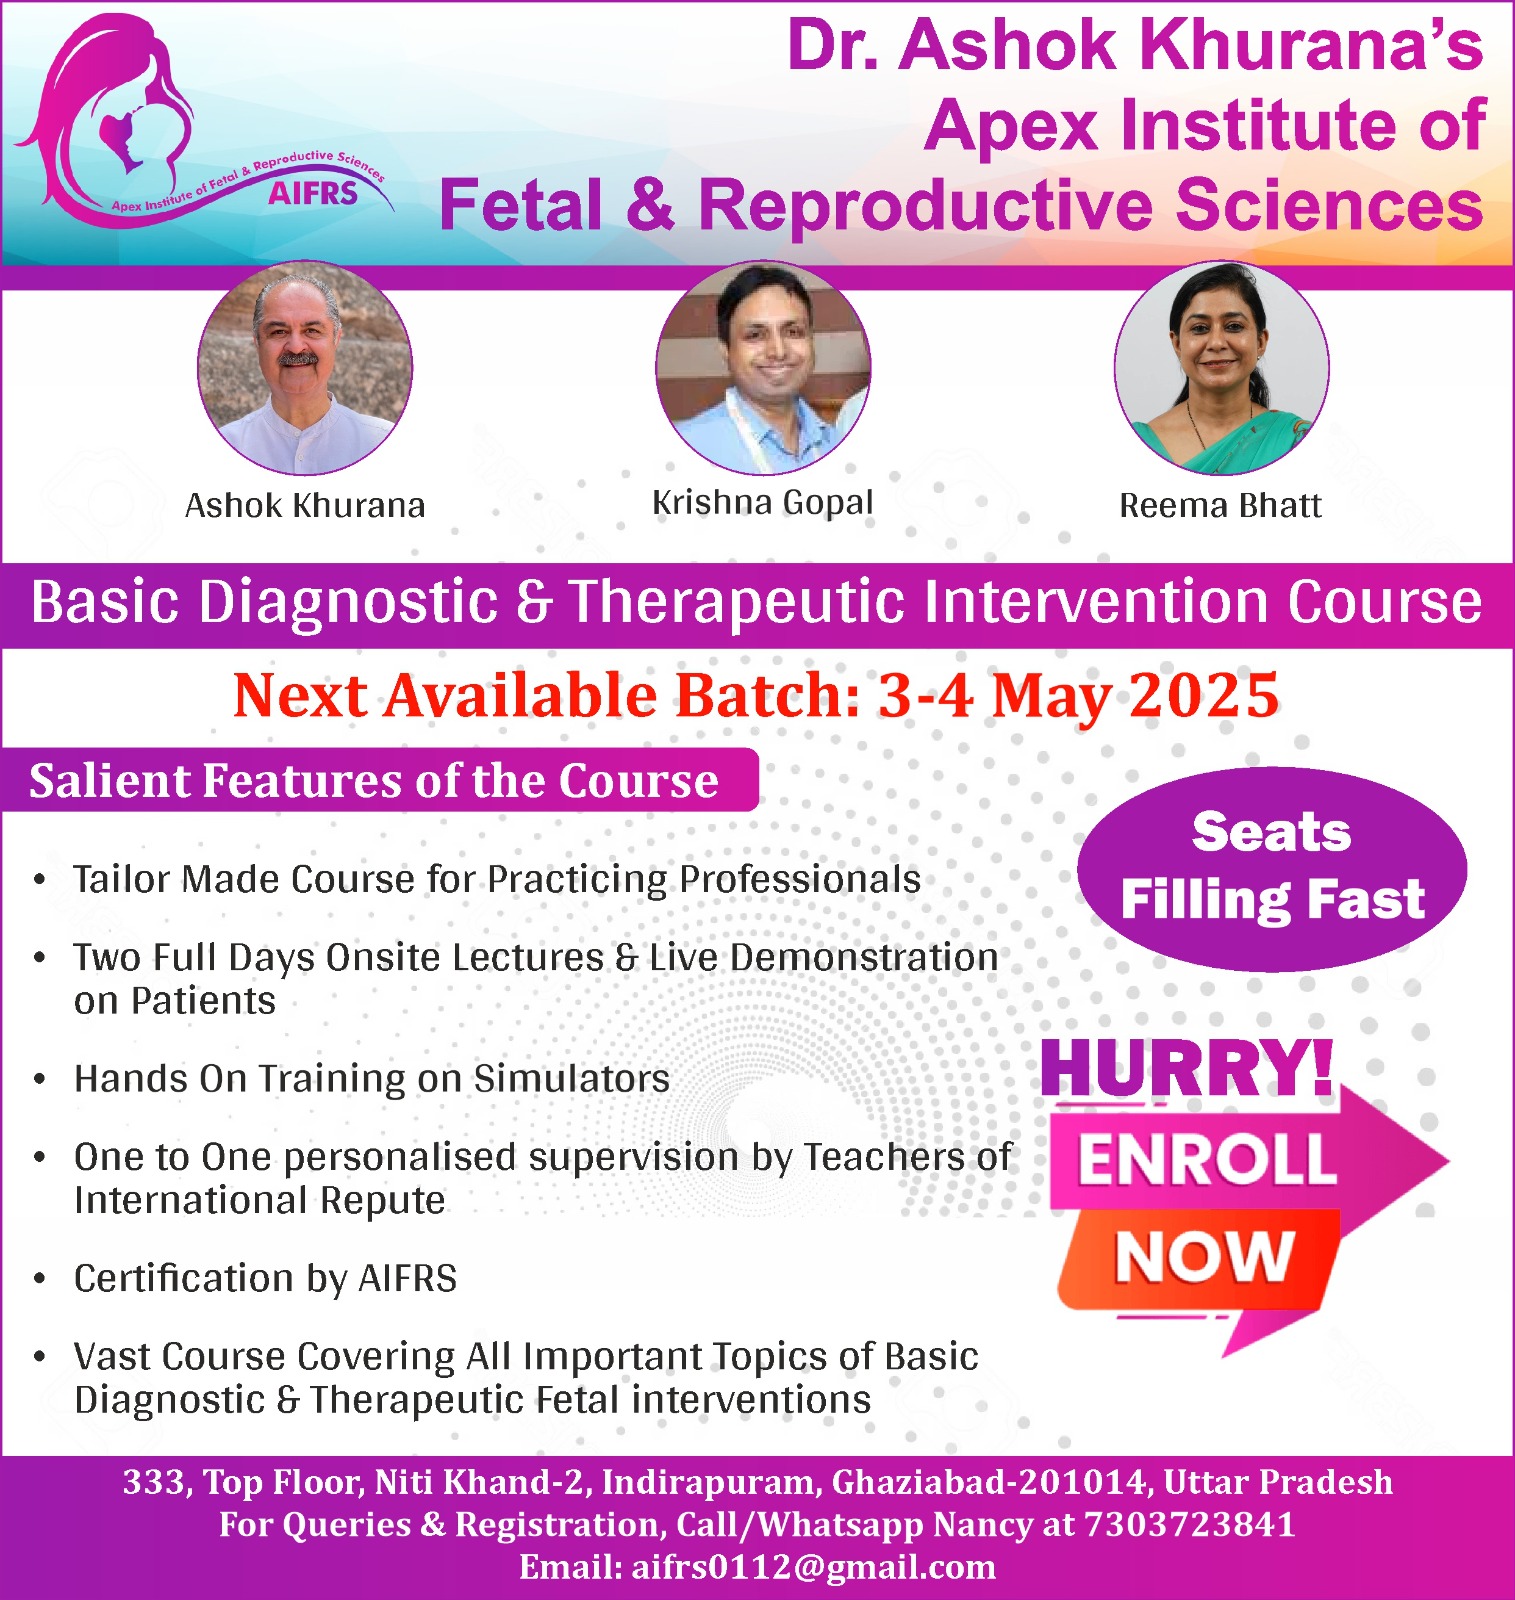 Dr. Ashok Khurana’s
Apex Institute of
Fetal & Reproductive Sciences
Apex Institute of Fetal & Reproductive Sciences
AIFRS
Ashok Khurana
Krishna Gopal
Reema Bhatt
Basic Diagnostic & Therapeutic Intervention Course
Next Available Batch: 3-4 May 2025
Salient Features of the Course
• Tailor Made Course for Practicing Professionals
• Two Full Days Onsite Lectures & Live Demonstration
on Patients
• Hands On Training on Simulators
• One to One personalised supervision by Teachers of
International Repute
• Certification by AIFRS
• Vast Course Covering All Important Topics of Basic
Diagnostic & Therapeutic Fetal interventions
Seats
Filling Fast
HURRY!
ENROLL
NOW
333, Top Floor, Niti Khand-2, Indirapuram, Ghaziabad-201014, Uttar Pradesh
For Queries & Registration, Call/Whatsapp Nancy at 7303723841
Email: aifrs0112@gmail.com